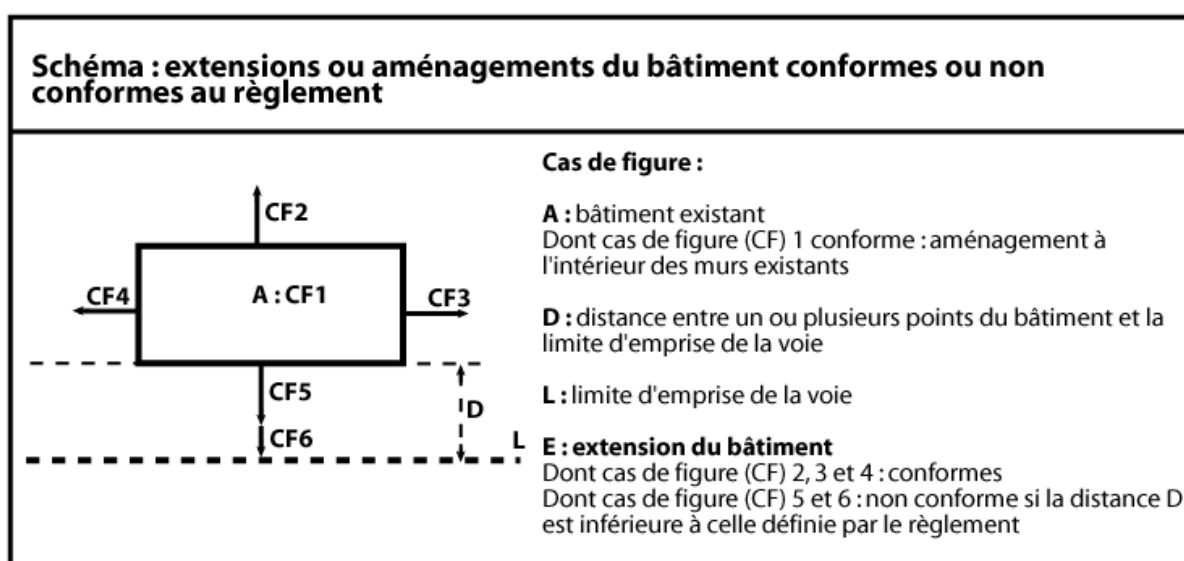 Schéma : extensions ou aménagements du bâtiment conformes ou non
conformes au règlement
CF2
CF4
A : CF1
CF3
CF5
D
CF6
L
Cas de figure :
A : bâtiment existant
Dont cas de figure (CF) 1 conforme : aménagement à
l'intérieur des murs existants
D : distance entre un ou plusieurs points du bâtiment et la
limite d'emprise de la voie
L : limite d'emprise de la voie
E : extension du bâtiment
Dont cas de figure (CF) 2, 3 et 4 : conformes
Dont cas de figure (CF) 5 et 6 : non conforme si la distance D
est inférieure à celle définie par le règlement